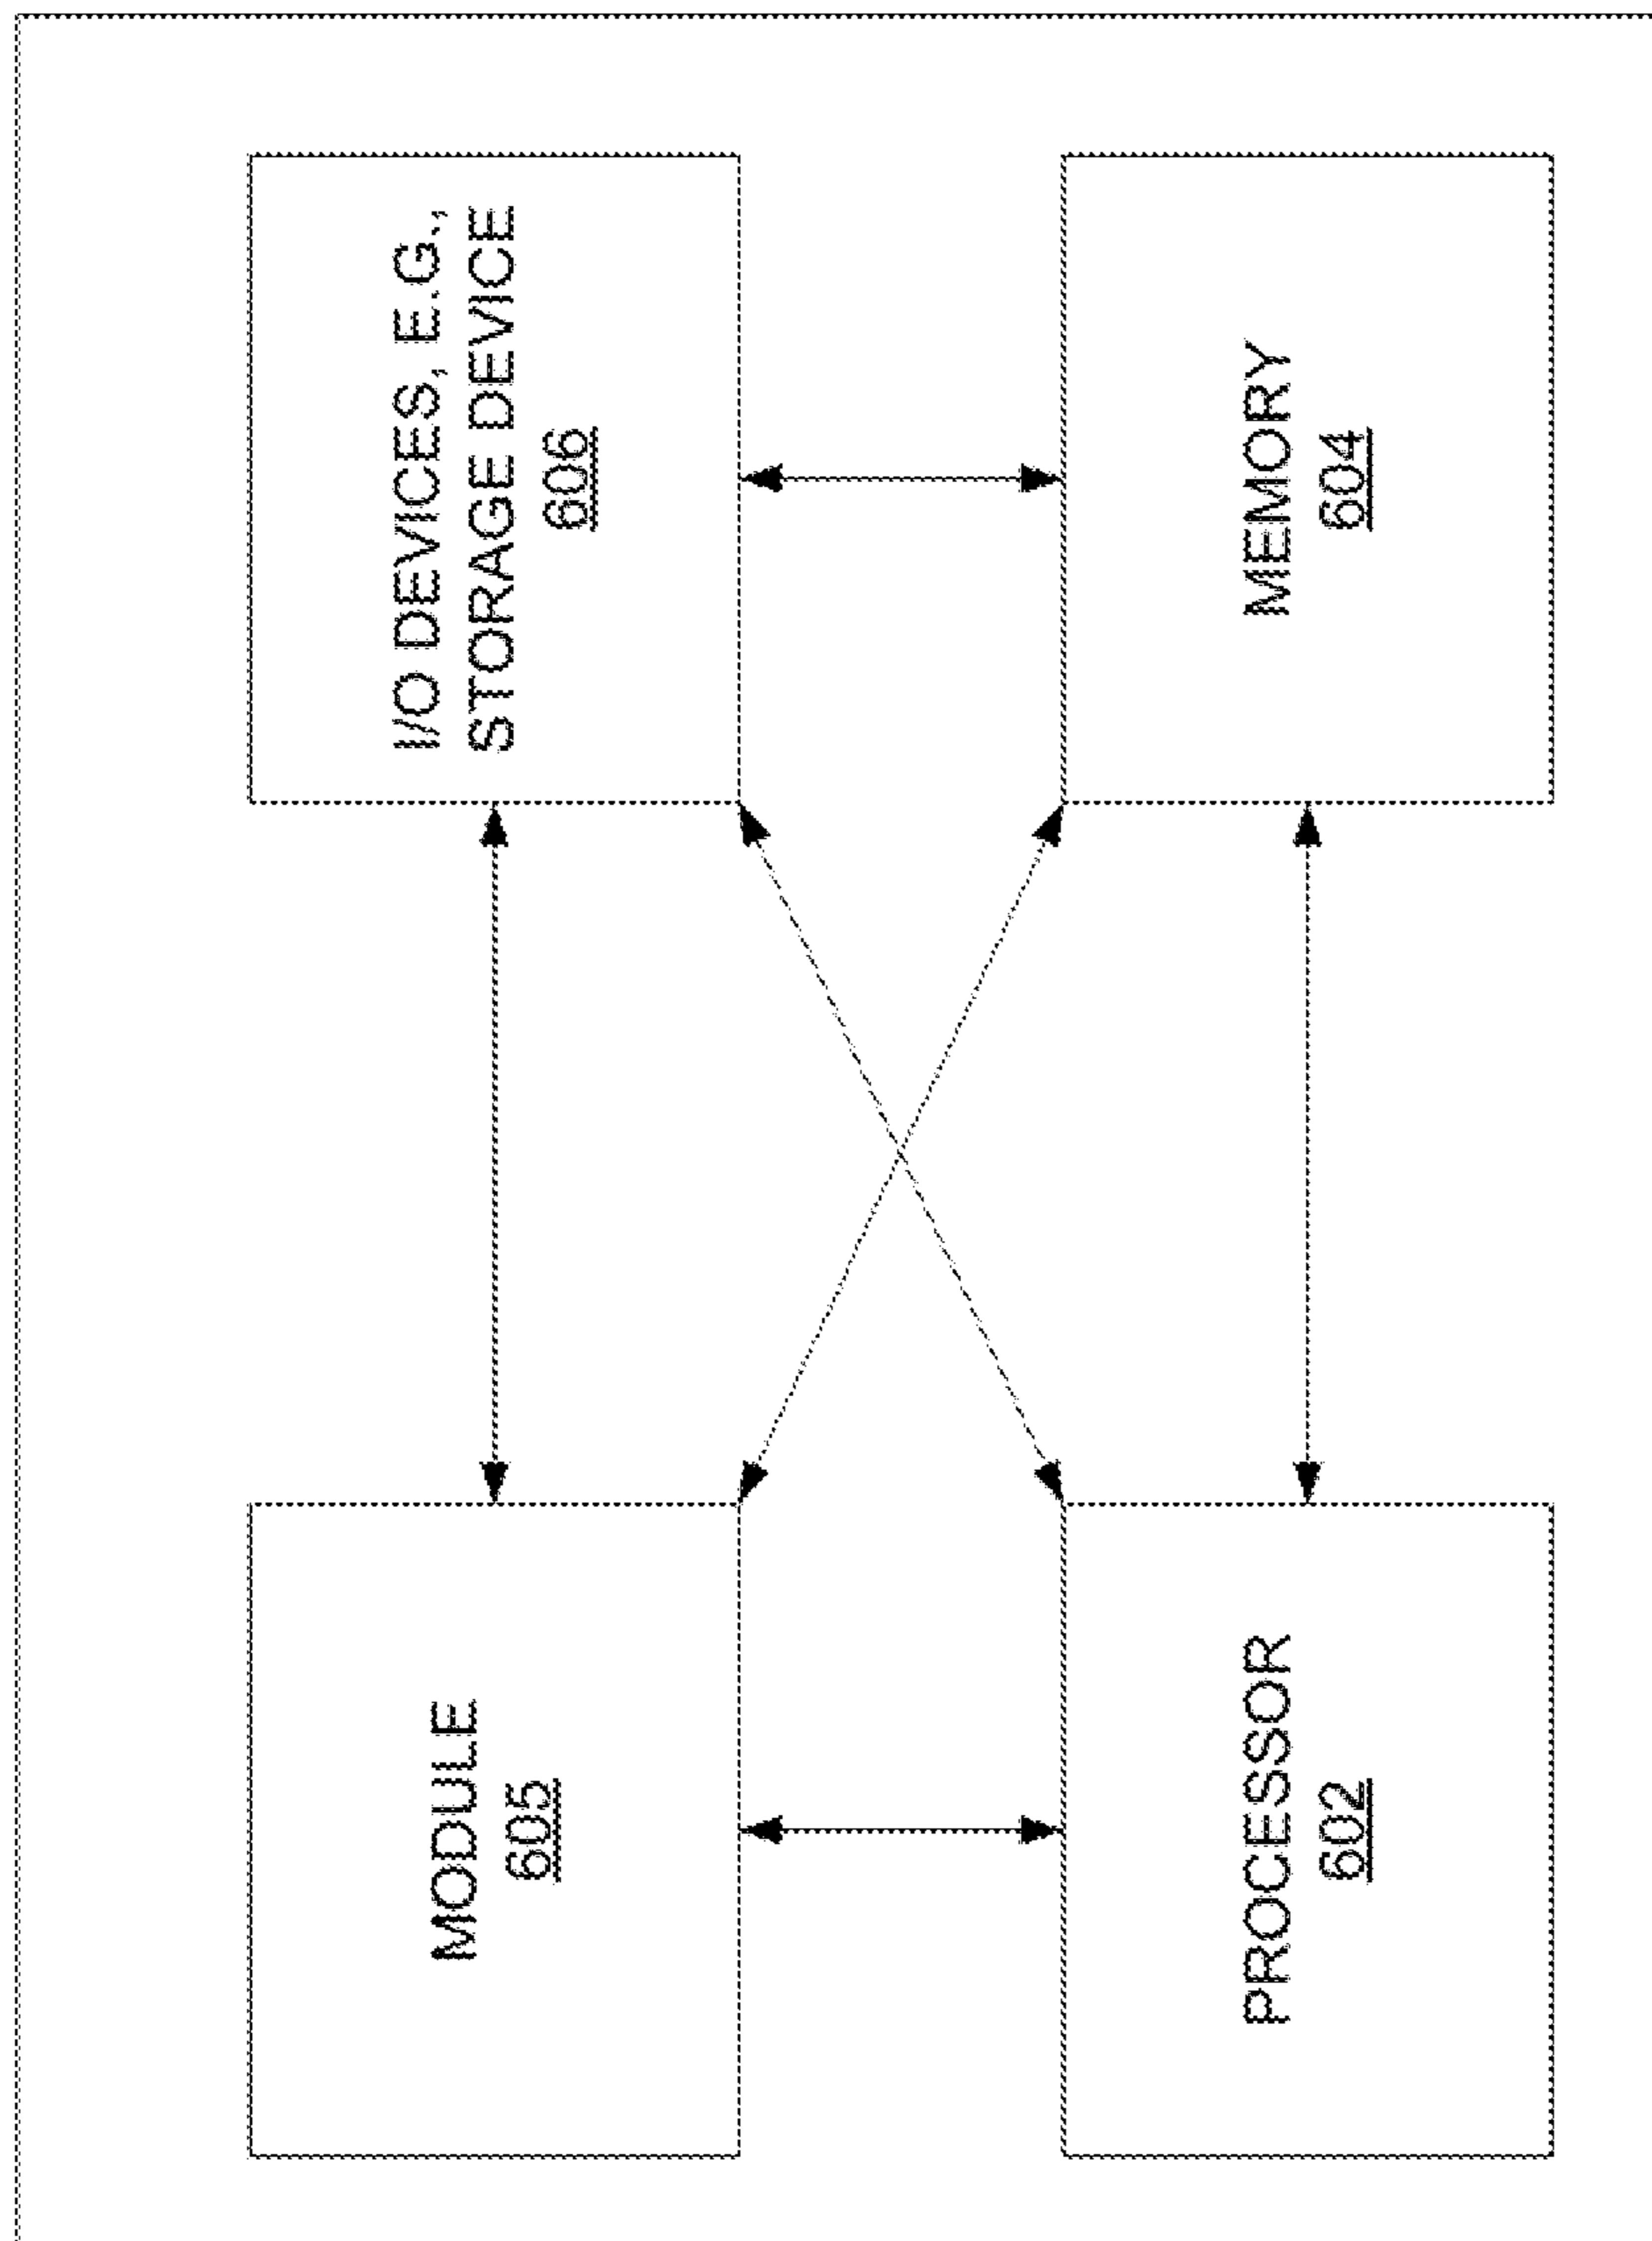 MODULE
605
I/O DEVICES, E.G.,
STORAGE DEVICE
606
PROCESSOR
602
MEMORY
604